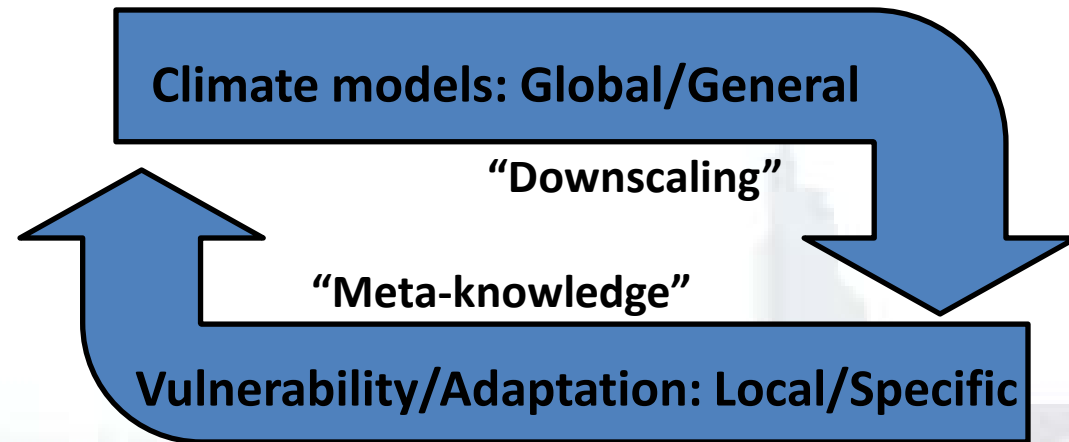 Climate models: Global/General
“Downscaling”
“Meta-knowledge”
Vulnerability/Adaptation: Local/Specific